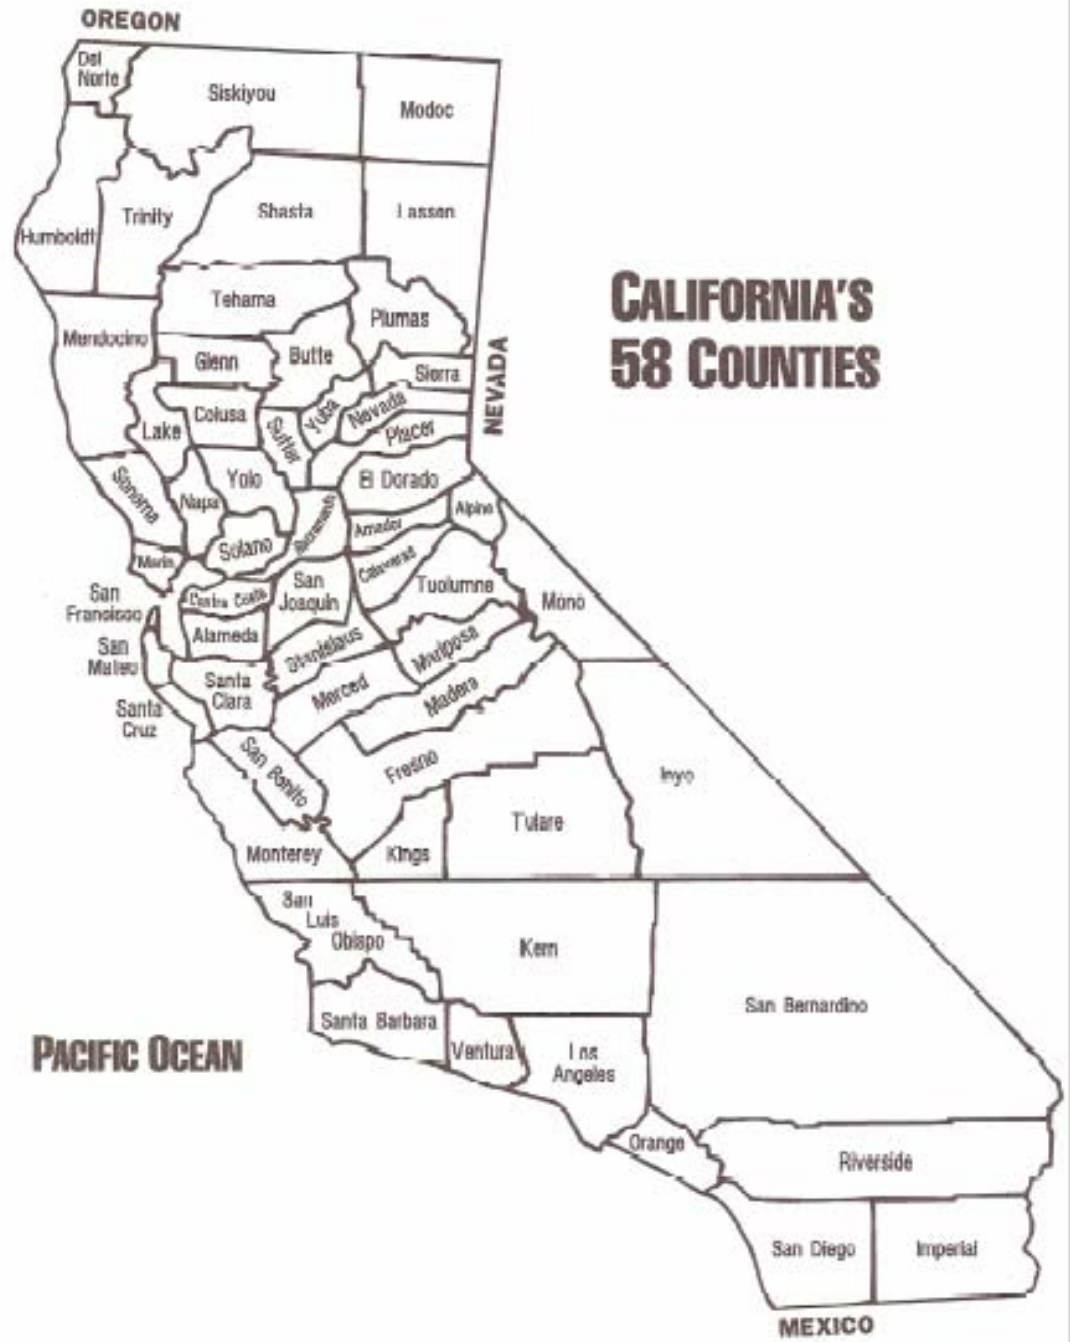 OREGON
Del
Norte
Siskiyou
Modoc
Humboldt
Trinity
Shasta
Lassen
CALIFORNIA'S
58 COUNTIES
Tehama
Plumas
Mendocino
Glenn
Butte
Sierra
NEVADA
Colusa
Yuba
Nevada
Lake
Sutter
Placer
Sonoma
Napa
Yolo
El Dorado
Sacramento
Amador
Alpine
Solano
Marin
Calaveras
Tuolumne
Mono
San
Francisco
Contra Costa
San
Joaquin
Alameda
Stanislaus
Mariposa
San
Mateo
Santa
Clara
Merced
Madera
Santa
Cruz
San Benito
Fresno
Inyo
Tulare
Monterey
Kings
San
Luis
Obispo
Kern
San Bernardino
Santa Barbara
Ventura
Los
Angeles
PACIFIC OCEAN
Orange
Riverside
San Diego
Imperial
MEXICO